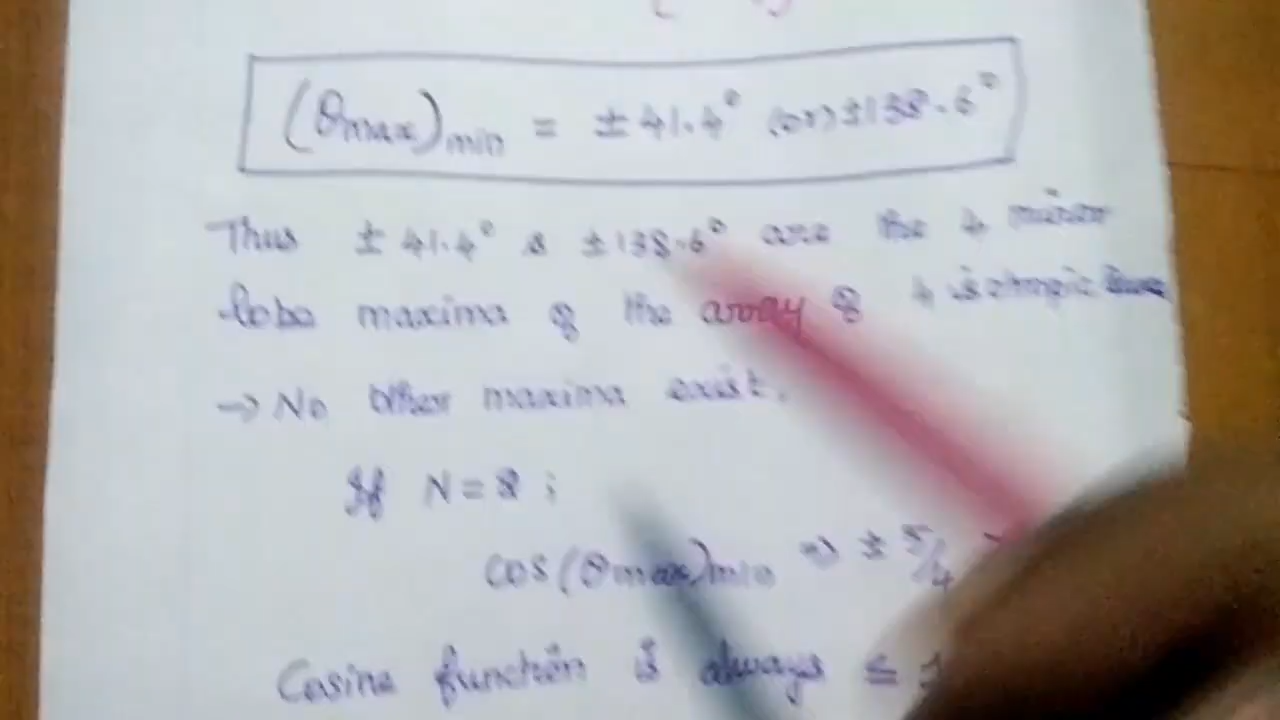 (θmax)min = ± 41.4° (or) ± 138.6°
Thus ± 41.4° & ± 138.6° are the 4 minor
lobe maxima of the array of 4 isotropic
→ No other maxima exist.
If N = 2 ;
cos (θmax)min ⇒ ± 5/4
Cosine function is always ≤ 1